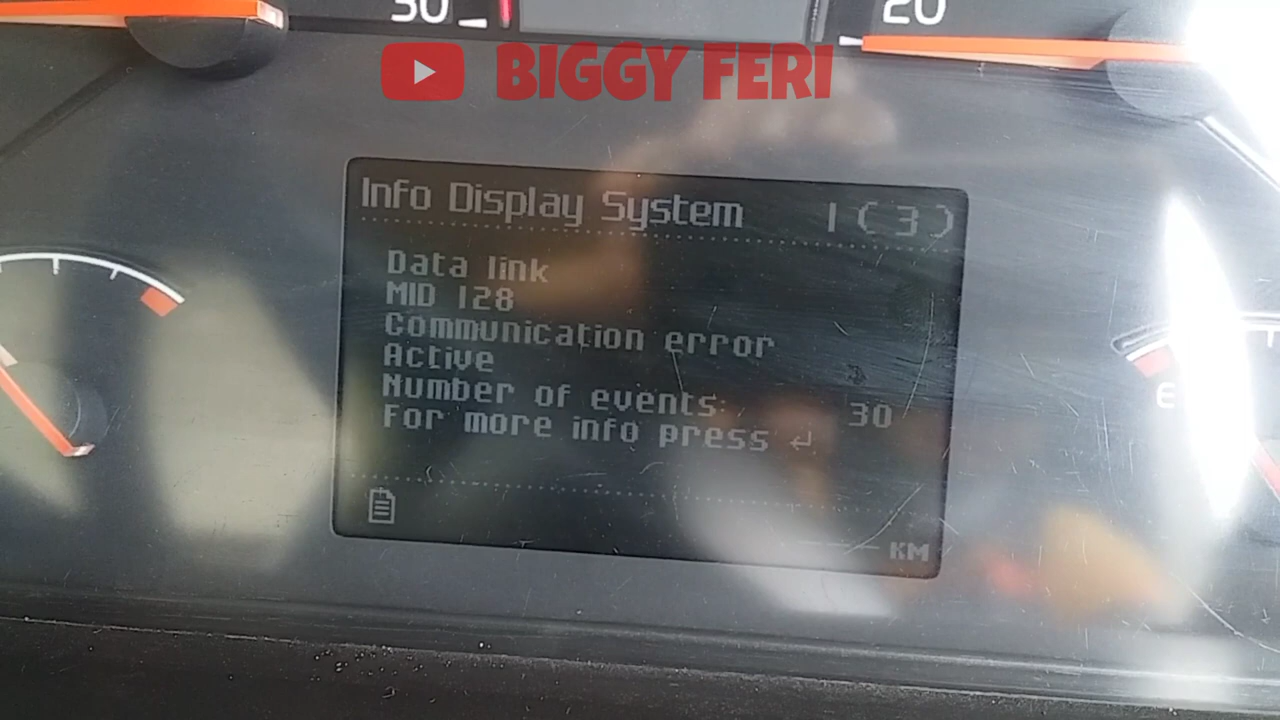 30
20
BIGGY FERI
Info Display System 1(3)
Data link
MID 128
Communication error
Active
Number of events: 30
For more info press ↵
E
KM